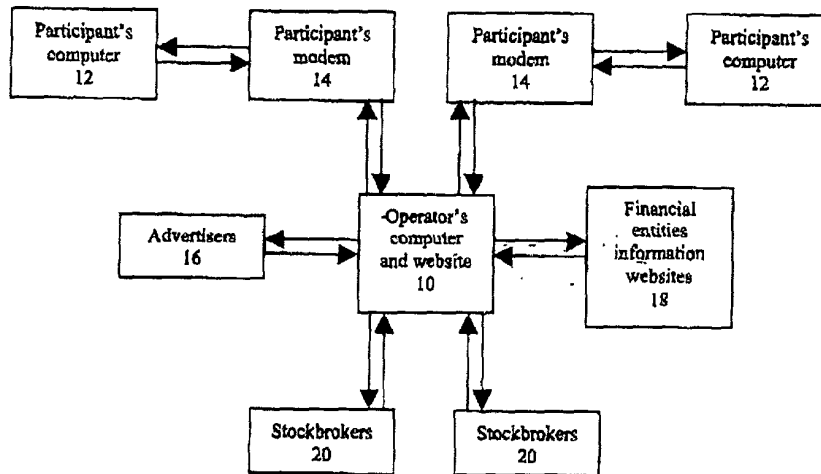 Participant's
computer
12
Participant's
modem
14
Participant's
modem
14
Participant's
computer
12
Advertisers
16
Operator's
computer
and website
10
Financial
entities
information
websites
18
Stockbrokers
20
Stockbrokers
20